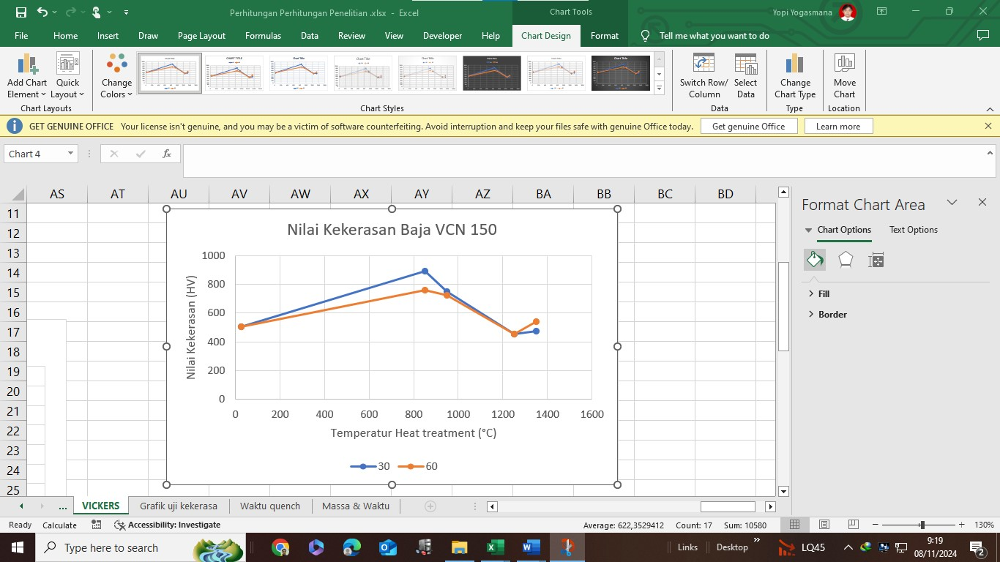 Perhitungan Perhitungan Penelitian .xlsx - Excel
Chart Tools
Yopi Yogasmana
File Home Insert Draw Page Layout Formulas Data Review View Developer Help Chart Design Format Tell me what you want to do
Add Chart Element
Quick Layout
Change Colors
Switch Row/ Column
Select Data
Change Chart Type
Move Chart
Chart Layouts
Chart Styles
Data
Type
Location
GET GENUINE OFFICE Your license isn't genuine, and you may be a victim of software counterfeiting. Avoid interruption and keep your files safe with genuine Office today. Get genuine Office Learn more
Chart 4
fx
AS AT AU AV AW AX AY AZ BA BB BC BD
11
12
13
14
15
16
17
18
19
20
21
22
23
24
25
Nilai Kekerasan Baja VCN 150
Nilai Kekerasan (HV)
1000
800
600
400
200
0
0 200 400 600 800 1000 1200 1400 1600
Temperatur Heat treatment (°C)
30 60
Format Chart Area
Chart Options Text Options
Fill
Border
... VICKERS Grafik uji kekerasa Waktu quench Massa & Waktu
Ready Calculate Accessibility: Investigate Average: 622,3529412 Count: 17 Sum: 10580 130%
Type here to search
Links Desktop LQ45
9:19
08/11/2024
2